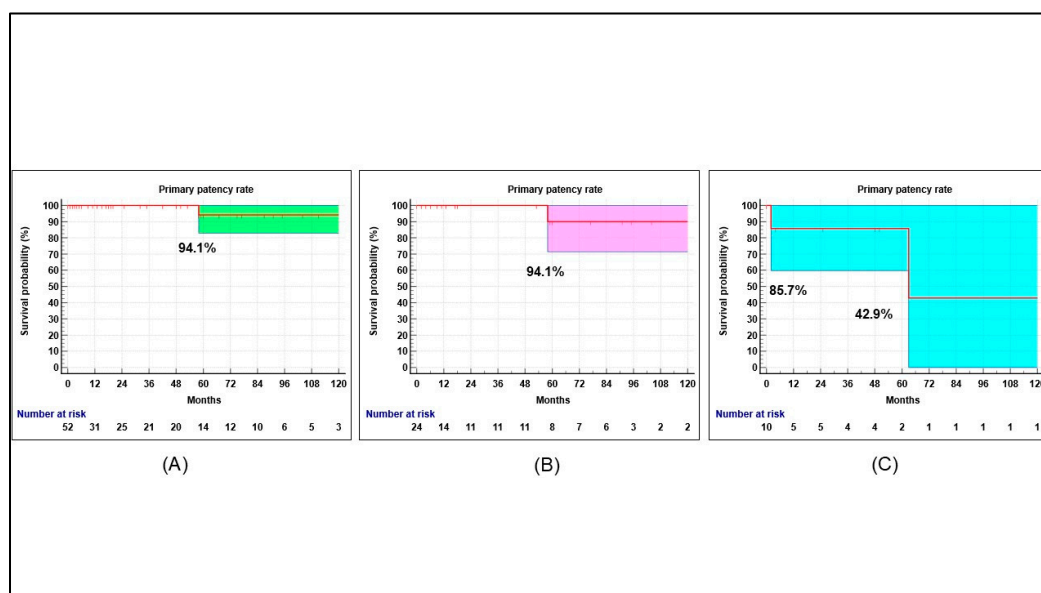 Primary patency rate
Survival probability (%)
100
90
80
70
60
50
40
30
20
10
0
94.1%
0 12 24 36 48 60 72 84 96 108 120
Months
Number at risk
52 31 25 21 20 14 12 10 6 5 3
(A)
Primary patency rate
Survival probability (%)
100
90
80
70
60
50
40
30
20
10
0
94.1%
0 12 24 36 48 60 72 84 96 108 120
Months
Number at risk
24 14 11 11 11 8 7 6 3 2 2
(B)
Primary patency rate
Survival probability (%)
100
90
80
70
60
50
40
30
20
10
0
85.7%
42.9%
0 12 24 36 48 60 72 84 96 108
Months
Number at risk
10 5 5 4 4 2 1 1 1 1 1
(C)